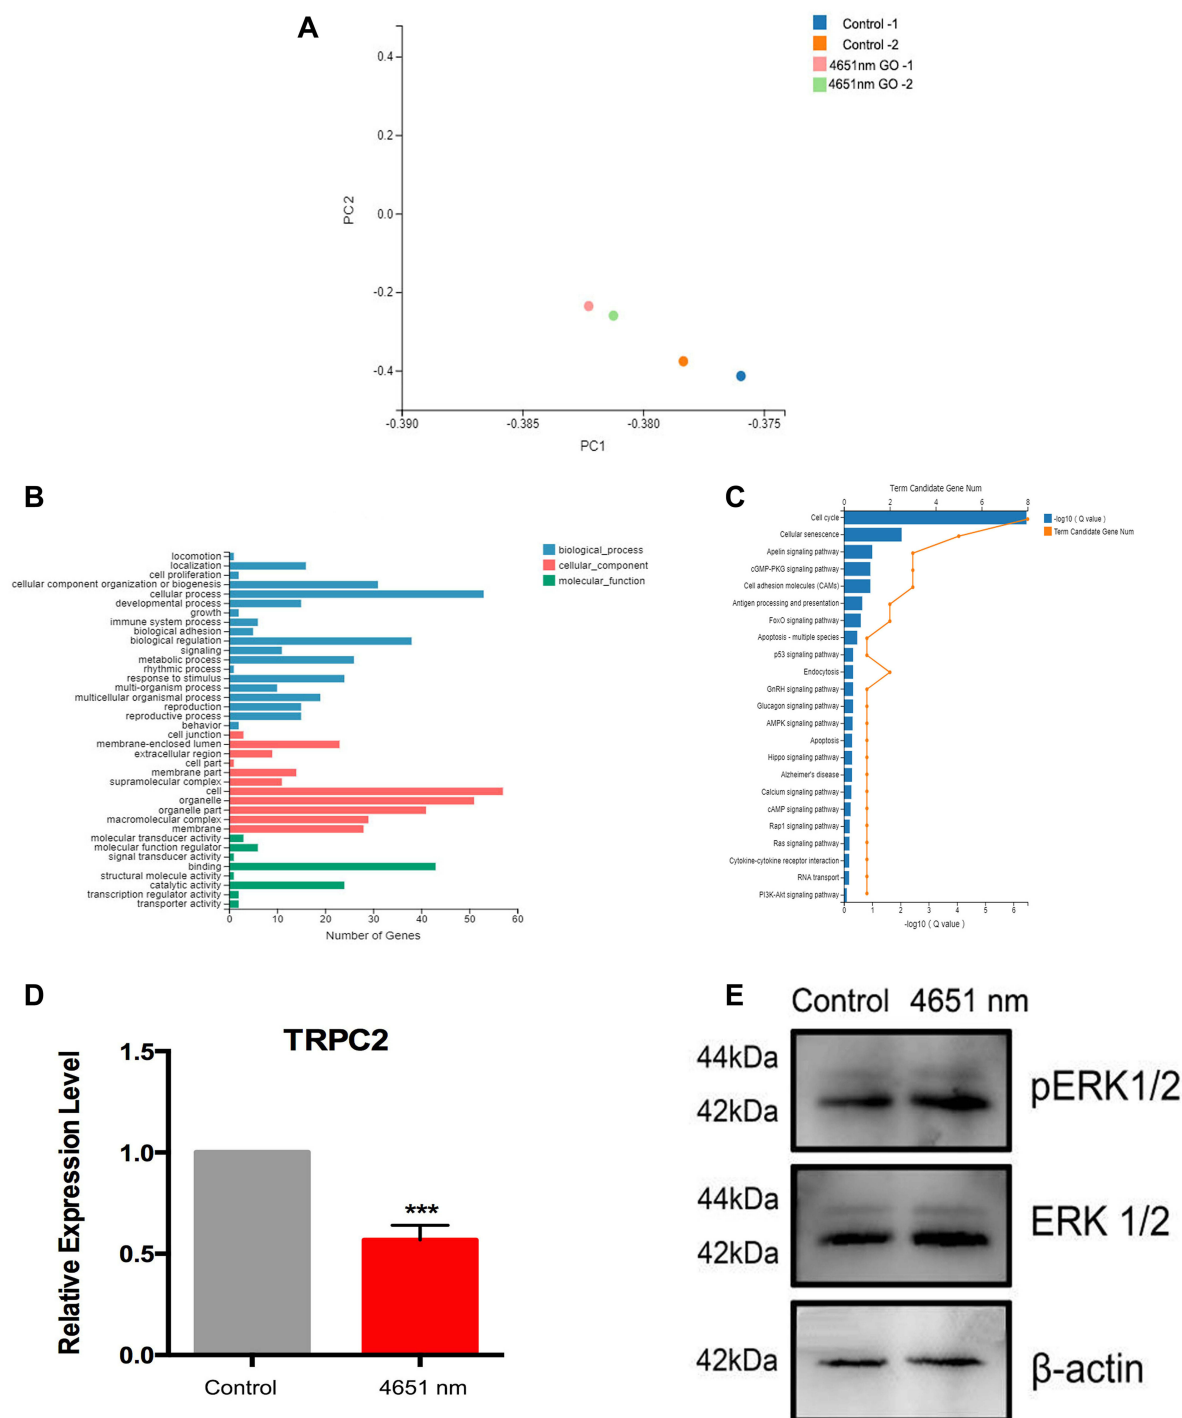 A
Control -1
Control -2
4651nm GO -1
4651nm GO -2
0.4
0.2
0.0
-0.2
-0.4
PC2
-0.390
-0.385
-0.380
-0.375
PC1
B
locomotion
localization
cell proliferation
cellular component organization or biogenesis
cellular process
developmental process
growth
immune system process
biological adhesion
biological regulation
signaling
metabolic process
rhythmic process
response to stimulus
multi-organism process
multicellular organismal process
reproduction
reproductive process
behavior
cell junction
membrane-enclosed lumen
extracellular region
cell part
membrane part
supramolecular complex
cell
organelle
organelle part
macromolecular complex
membrane
molecular transducer activity
molecular function regulator
signal transducer activity
binding
structural molecule activity
catalytic activity
transcription regulator activity
transporter activity
0 10 20 30 40 50 60
Number of Genes
biological_process
cellular_component
molecular_function
C
Term Candidate Gene Num
0 2 4 6 8
Cell cycle
Cellular senescence
Apelin signaling pathway
cGMP-PKG signaling pathway
Cell adhesion molecules (CAMs)
Antigen processing and presentation
FoxO signaling pathway
Apoptosis - multiple species
p53 signaling pathway
Endocytosis
GnRH signaling pathway
Glucagon signaling pathway
AMPK signaling pathway
Apoptosis
Hippo signaling pathway
Alzheimer's disease
Calcium signaling pathway
cAMP signaling pathway
Rap1 signaling pathway
Ras signaling pathway
Cytokine-cytokine receptor interaction
RNA transport
PI3K-Akt signaling pathway
0 1 2 3 4 5 6
-log10 ( Q value )
-log10 ( Q value )
Term Candidate Gene Num
D
TRPC2
Relative Expression Level
1.5
1.0
0.5
0.0
***
Control
4651 nm
E
Control 4651 nm
44kDa
42kDa
pERK1/2
44kDa
42kDa
ERK 1/2
42kDa
β-actin